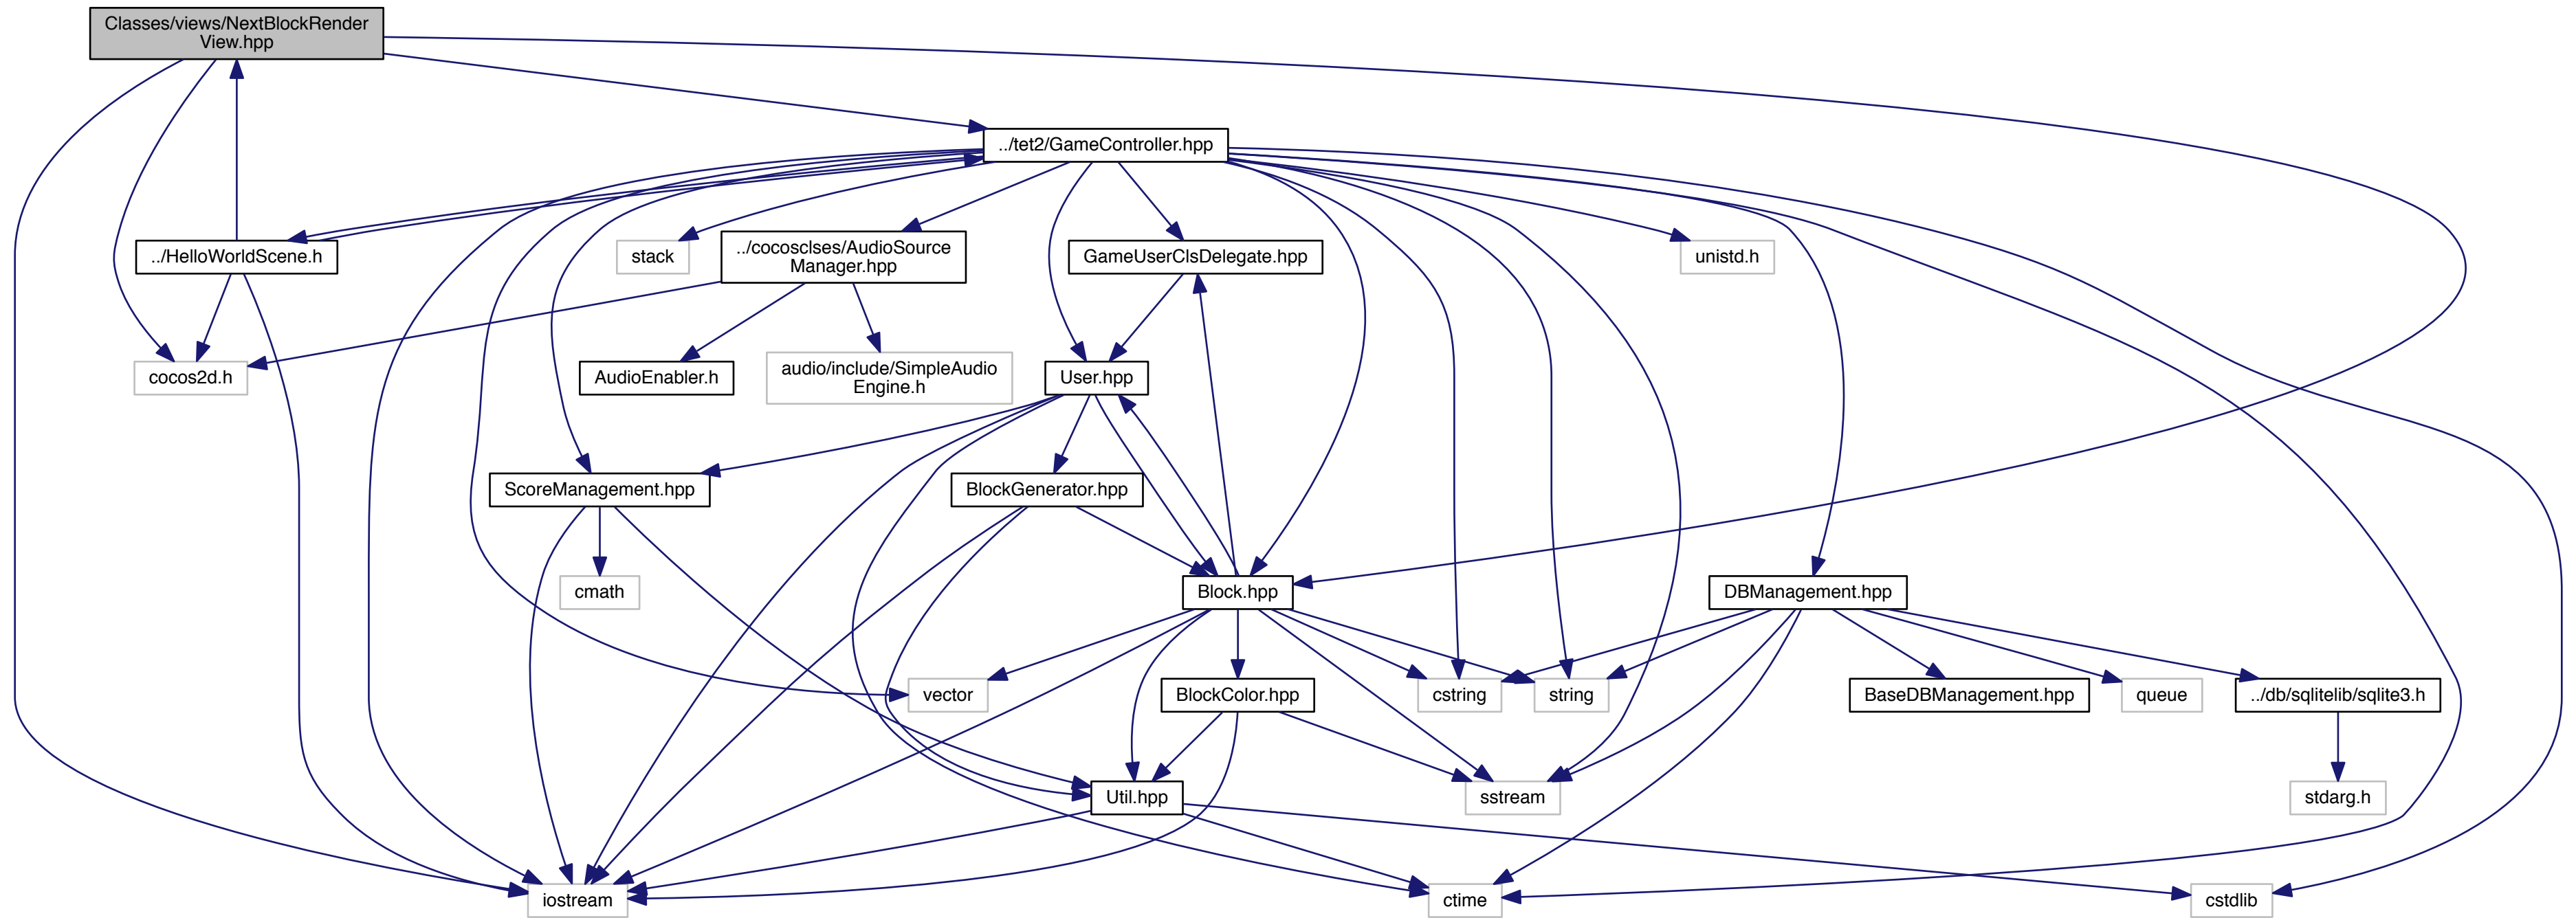 Classes/views/NextBlockRender
View.hpp
../tet2/GameController.hpp
../HelloWorldScene.h
stack
../cocosclses/AudioSource
Manager.hpp
GameUserClsDelegate.hpp
unistd.h
cocos2d.h
AudioEnabler.h
audio/include/SimpleAudio
Engine.h
User.hpp
ScoreManagement.hpp
BlockGenerator.hpp
cmath
Block.hpp
DBManagement.hpp
vector
BlockColor.hpp
cstring
string
BaseDBManagement.hpp
queue
../db/sqlitelib/sqlite3.h
Util.hpp
sstream
stdarg.h
iostream
ctime
cstdlib